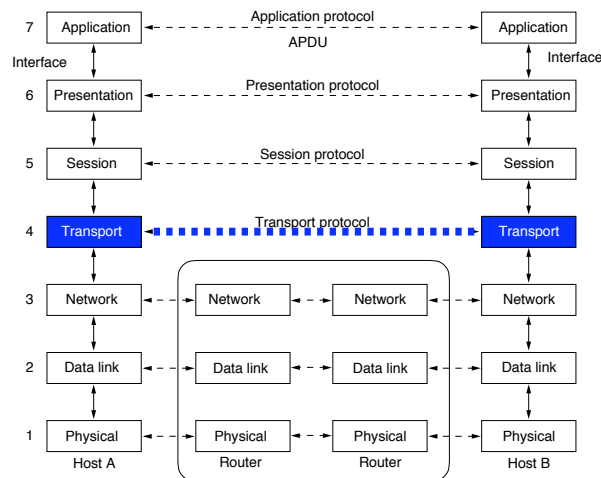 7 Application Application protocol Application
Interface APDU Interface
6 Presentation Presentation protocol Presentation
5 Session Session protocol Session
4 Transport Transport protocol Transport
3 Network Network Network Network
2 Data link Data link Data link Data link
1 Physical Physical Physical Physical
Host A Router Router Host B